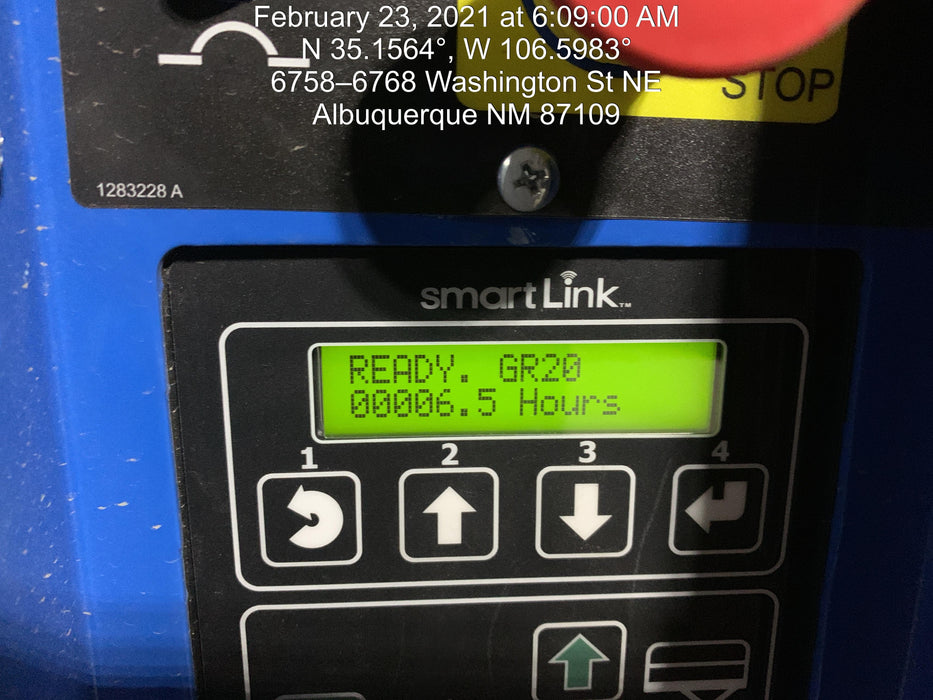 February 23, 2021 at 6:09:00 AM
N 35.1564°, W 106.5983°
6758–6768 Washington St NE
Albuquerque NM 87109
STOP
1283228 A
smartLink™
READY. GR20
00006.5 Hours
1 2 3 4